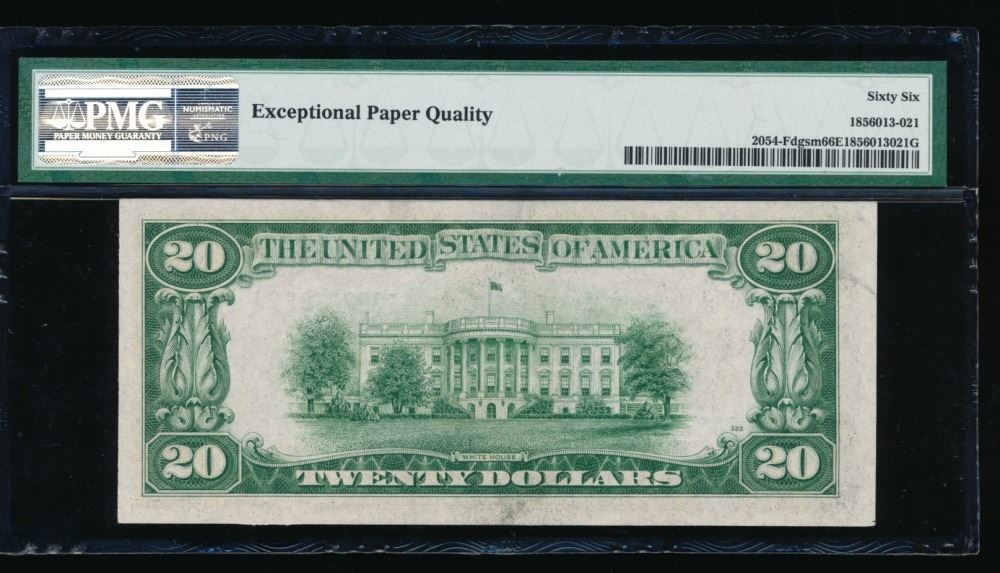 PMG
PAPER MONEY GUARANTY
NUMISMATIC
PNG
Exceptional Paper Quality
Sixty Six
1856013-021
2054-Fdgsm66E1856013021G
20 THE UNITED STATES OF AMERICA 20
322
20 WHITE HOUSE 20
TWENTY DOLLARS